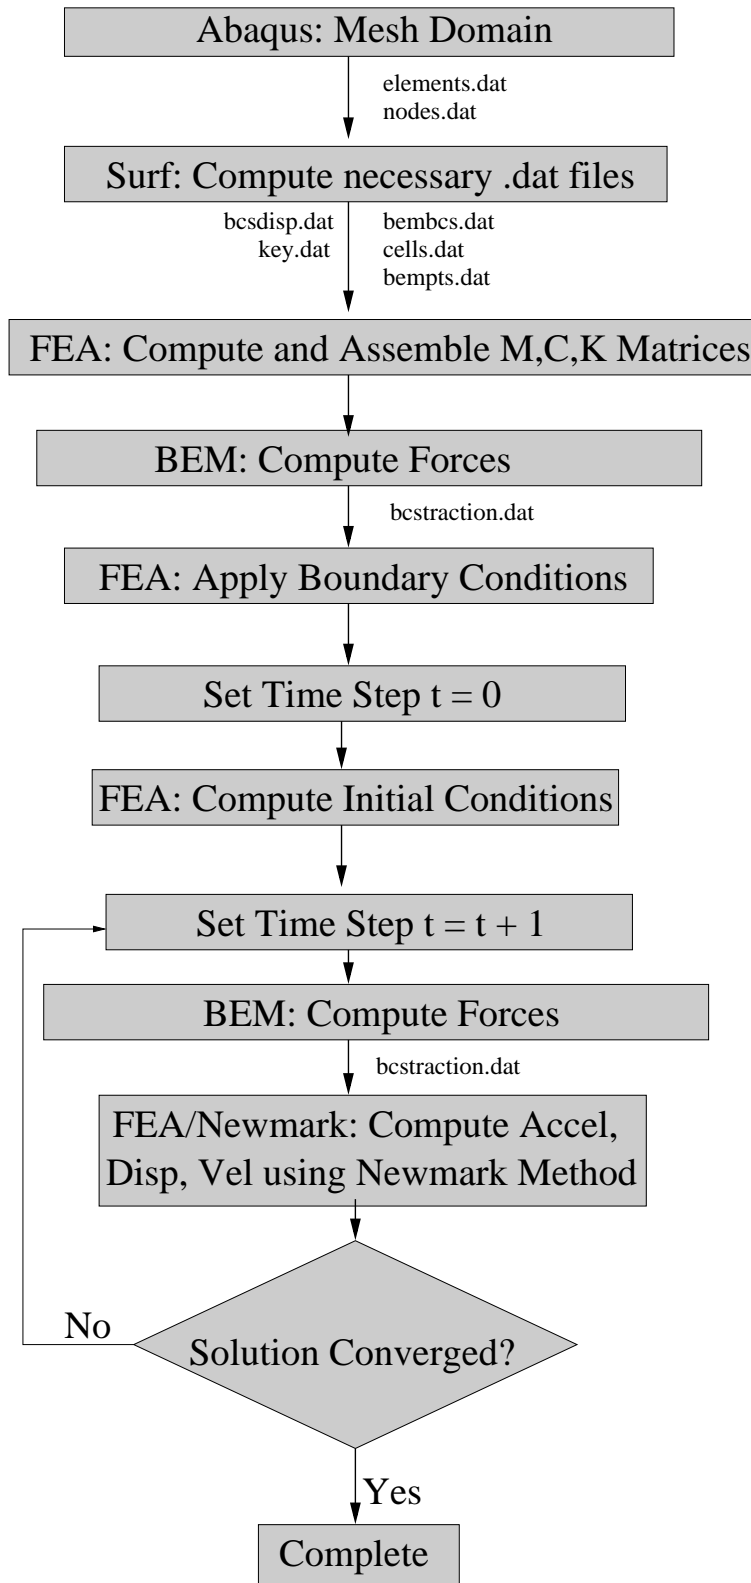 Abaqus: Mesh Domain
elements.dat
nodes.dat
Surf: Compute necessary .dat files
bcsdisp.dat bembcs.dat
key.dat cells.dat
bempts.dat
FEA: Compute and Assemble M,C,K Matrices
BEM: Compute Forces
bcstraction.dat
FEA: Apply Boundary Conditions
Set Time Step t = 0
FEA: Compute Initial Conditions
Set Time Step t = t + 1
BEM: Compute Forces
bcstraction.dat
FEA/Newmark: Compute Accel,
Disp, Vel using Newmark Method
No
Solution Converged?
Yes
Complete